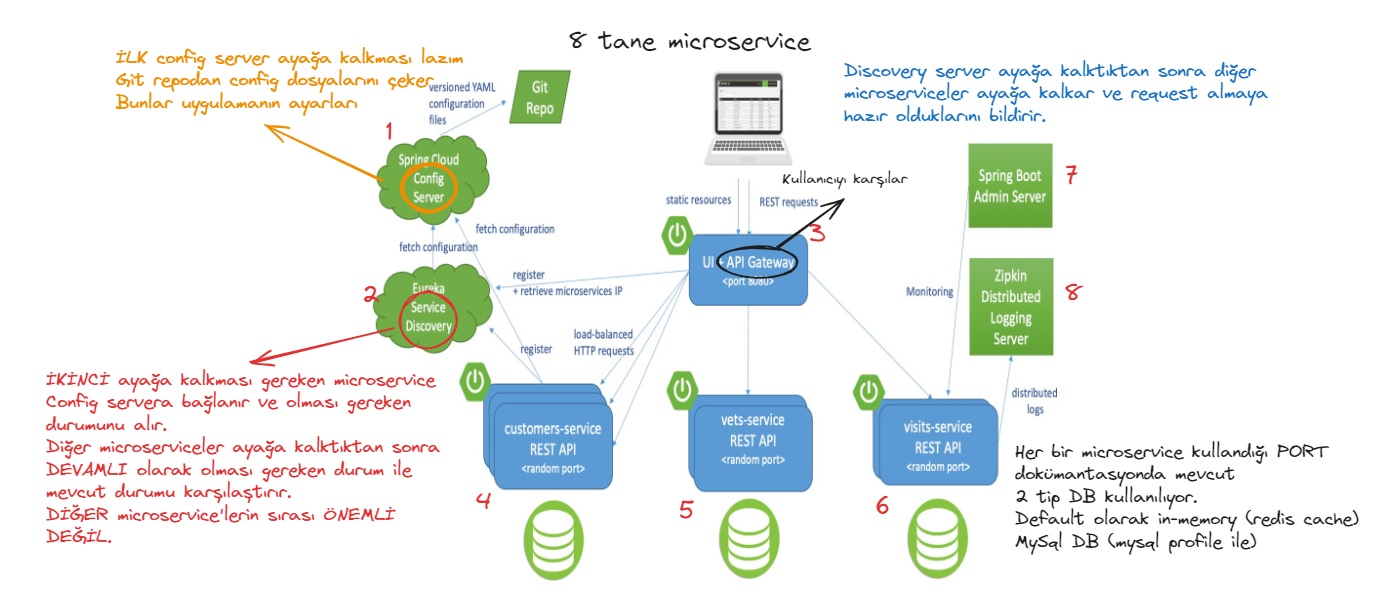 8 tane microservice
İLK config server ayağa kalkması lazım
Git repodan config dosyalarını çeker
Bunlar uygulamanın ayarları
versioned YAML
configuration
files
Git
Repo
Discovery server ayağa kalktıktan sonra diğer
microserviceler ayağa kalkar ve request almaya
hazır olduklarını bildirir.
1
Spring Cloud
Config
Server
Kullanıcıyı karşılar
static resources
REST requests
Spring Boot
Admin Server
7
fetch configuration
fetch configuration
3
UI + API Gateway
<port 8080>
register
+ retrieve microservices IP
2
Eureka
Service
Discovery
Monitoring
Zipkin
Distributed
Logging
Server
8
load-balanced
HTTP requests
register
İKİNCİ ayağa kalkması gereken microservice
Config servera bağlanır ve olması gereken
durumunu alır.
Diğer microserviceler ayağa kalktıktan sonra
DEVAMLI olarak olması gereken durum ile
mevcut durumu karşılaştırır.
DİĞER microservice'lerin sırası ÖNEMLİ
DEĞİL.
customers-service
REST API
<random port>
4
vets-service
REST API
<random port>
5
visits-service
REST API
<random port>
6
distributed
logs
Her bir microservice kullandığı PORT
dokümantasyonda mevcut
2 tip DB kullanılıyor.
Default olarak in-memory (redis cache)
MySql DB (mysql profile ile)